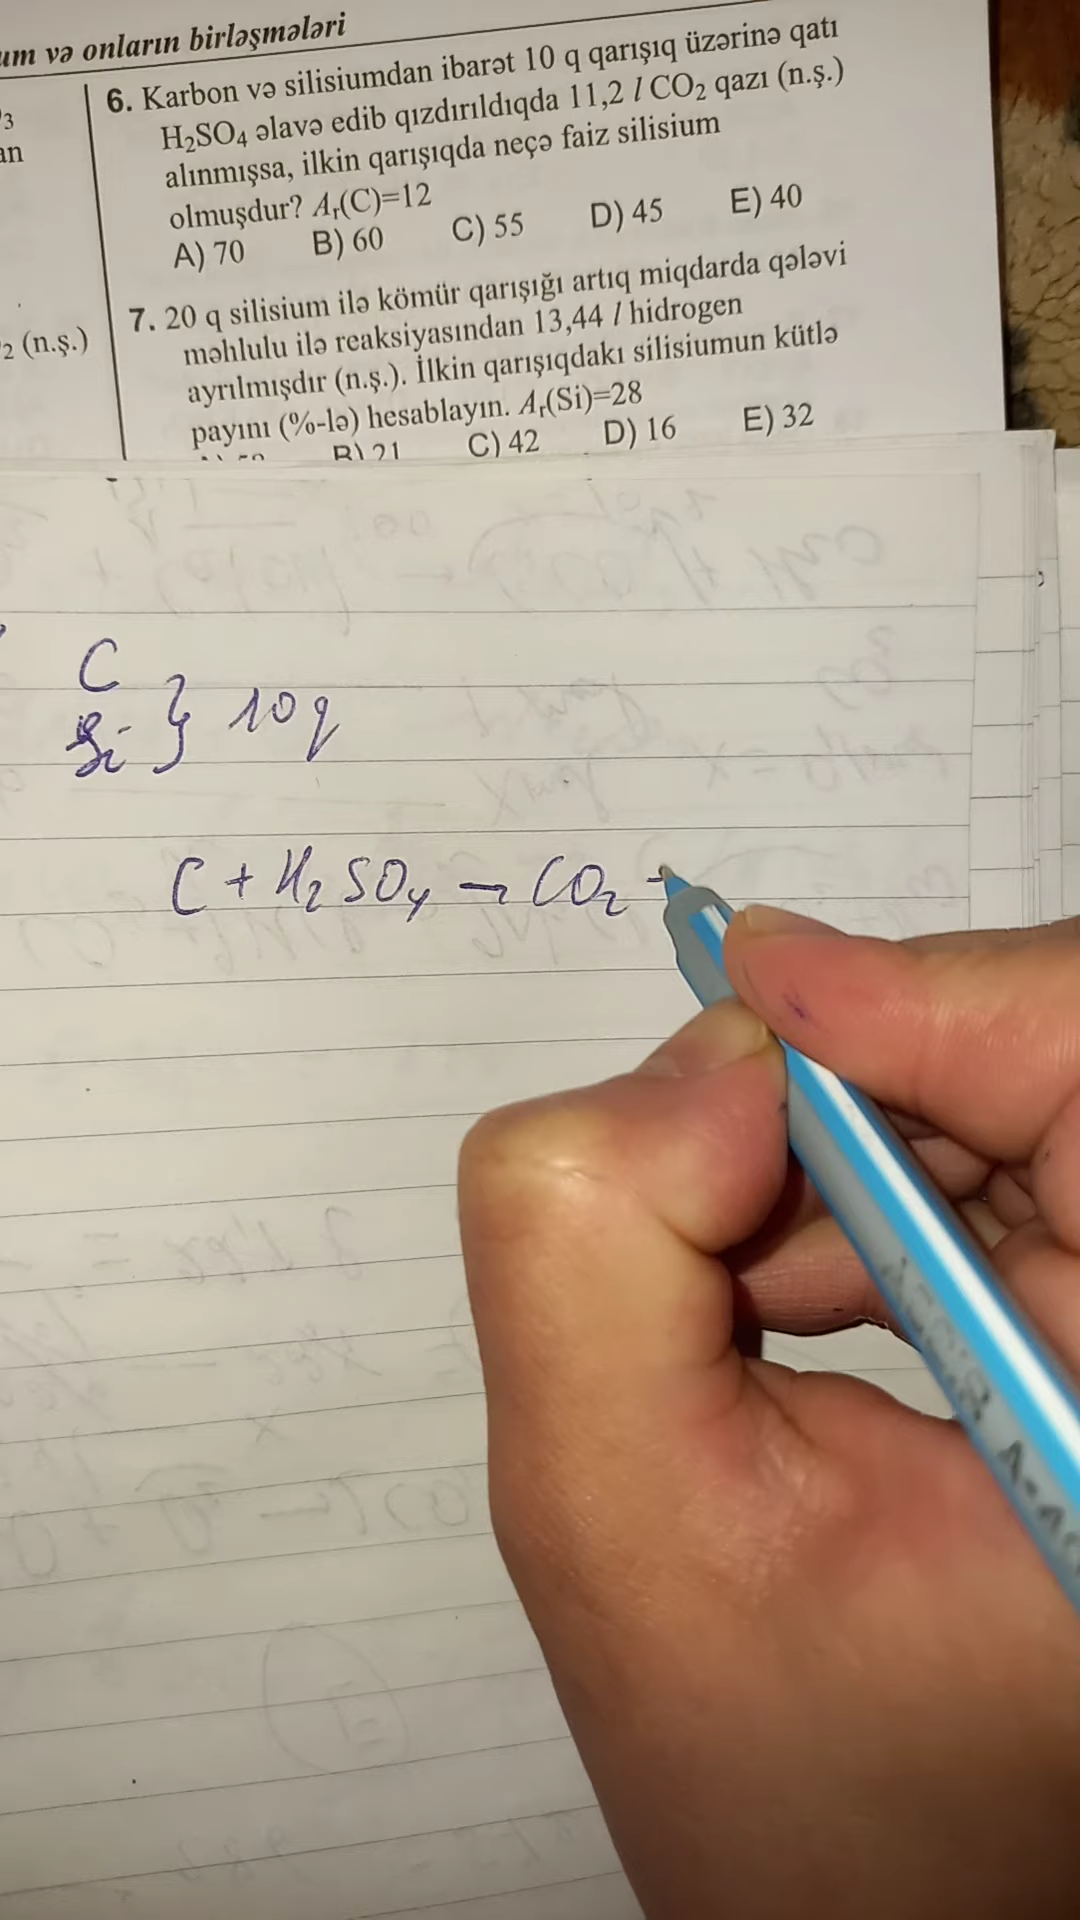 um və onların birləşmələri
3
an
2 (n.ş.)
6. Karbon və silisiumdan ibarət 10 q qarışıq üzərinə qatı
H₂SO₄ əlavə edib qızdırıldıqda 11,2 l CO₂ qazı (n.ş.)
alınmışsa, ilkin qarışıqda neçə faiz silisium
olmuşdur? Aᵣ(C)=12
A) 70 B) 60 C) 55 D) 45 E) 40
7. 20 q silisium ilə kömür qarışığı artıq miqdarda qələvi
məhlulu ilə reaksiyasından 13,44 l hidrogen
ayrılmışdır (n.ş.). İlkin qarışıqdakı silisiumun kütlə
payını (%-lə) hesablayın. Aᵣ(Si)=28
B) 21 C) 42 D) 16 E) 32
C
Si } 10 q
C + H₂SO₄ → CO₂ +